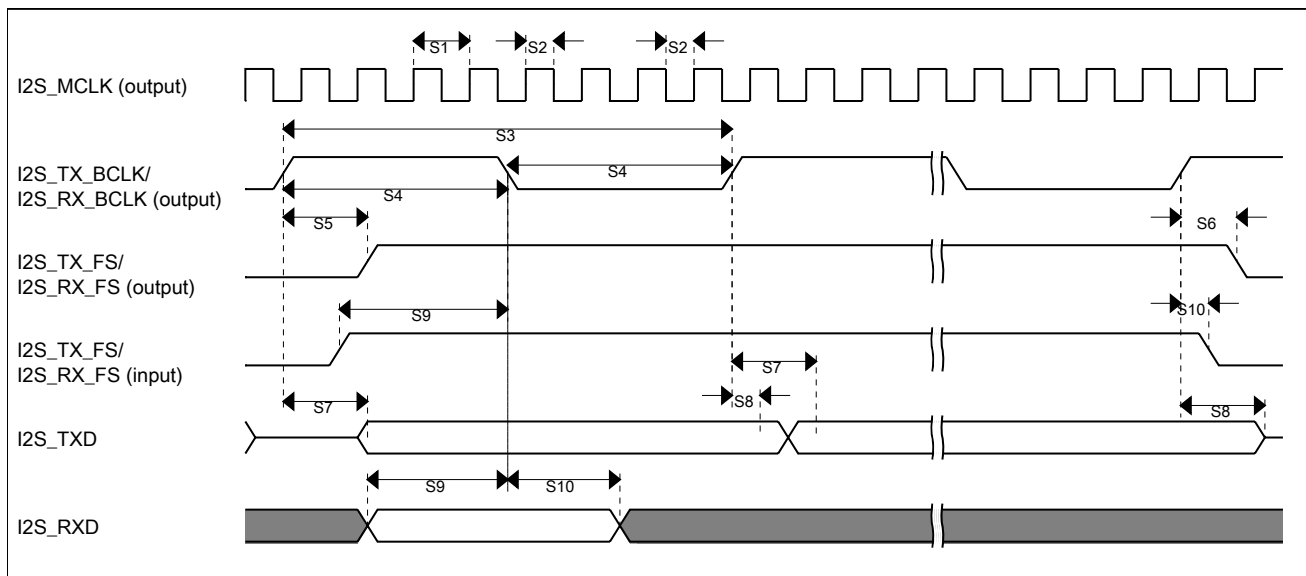 S1 S2 S2
I2S_MCLK (output)
S3
I2S_TX_BCLK/
I2S_RX_BCLK (output)
S4
S4
S5 S6
I2S_TX_FS/
I2S_RX_FS (output)
S9 S10
I2S_TX_FS/
I2S_RX_FS (input)
S7
S7 S8 S8
I2S_TXD
S9 S10
I2S_RXD